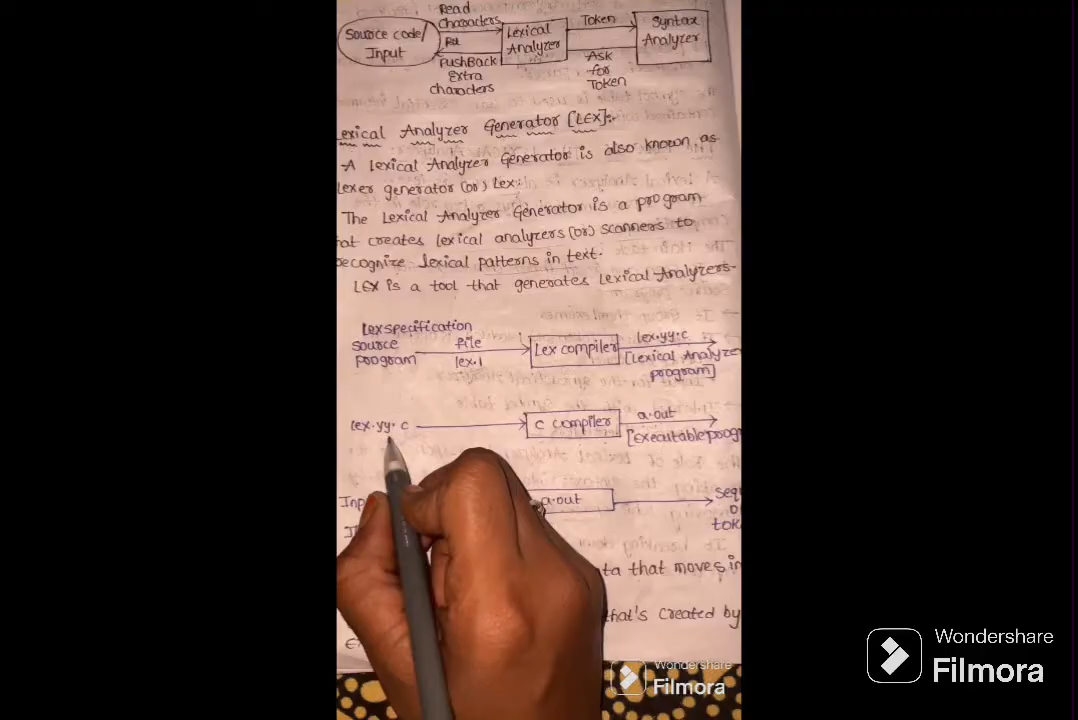 Source code/
Input
Read
Characters
Rd
PushBack
Extra
characters
Lexical
Analyzer
Token
Ask
for
Token
Syntax
Analyzer
Lexical Analyzer Generator [LEX]:-
A Lexical Analyzer Generator is also known as
Lexer generator (or) Lex:
The Lexical Analyzer Generator is a program
that creates lexical analyzers (or) scanners to
recognize lexical patterns in text.
LEX is a tool that generates Lexical Analyzers-
Lex specification
source
program
file
lex.l
Lex compiler
lex.yy.c
[Lexical Analyzer
program]
lex.yy.c
C compiler
a.out
[Executable prog
Inp
a.out
sequ
tok
ta that moves in
that's created by
Wondershare
Filmora
Wondershare
Filmora